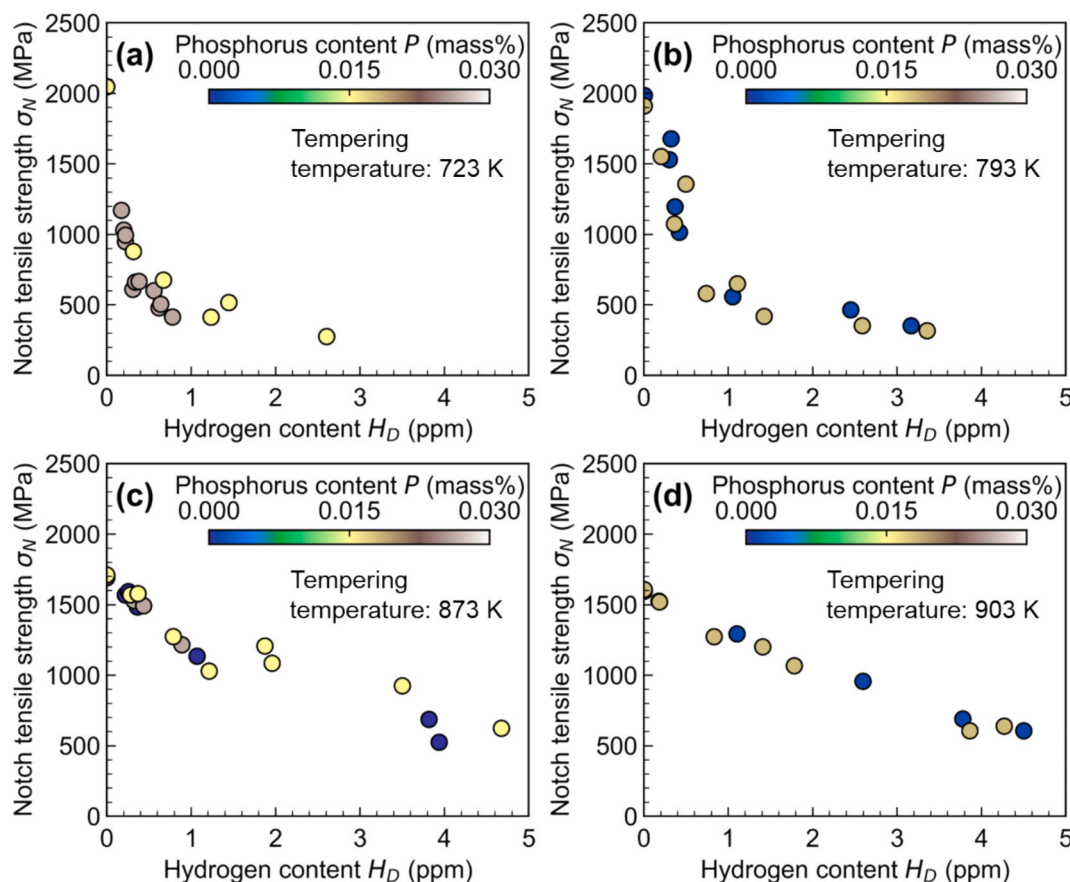 (a)
Phosphorus content P (mass%)
0.000 0.015 0.030
Tempering
temperature: 723 K
Notch tensile strength σN (MPa)
2500
2000
1500
1000
500
0
0 1 2 3 4 5
Hydrogen content HD (ppm)
(b)
Phosphorus content P (mass%)
0.000 0.015 0.030
Tempering
temperature: 793 K
Notch tensile strength σN (MPa)
2500
2000
1500
1000
500
0
0 1 2 3 4 5
Hydrogen content HD (ppm)
(c)
Phosphorus content P (mass%)
0.000 0.015 0.030
Tempering
temperature: 873 K
Notch tensile strength σN (MPa)
2500
2000
1500
1000
500
0
0 1 2 3 4 5
Hydrogen content HD (ppm)
(d)
Phosphorus content P (mass%)
0.000 0.015 0.030
Tempering
temperature: 903 K
Notch tensile strength σN (MPa)
2500
2000
1500
1000
500
0
0 1 2 3 4 5
Hydrogen content HD (ppm)